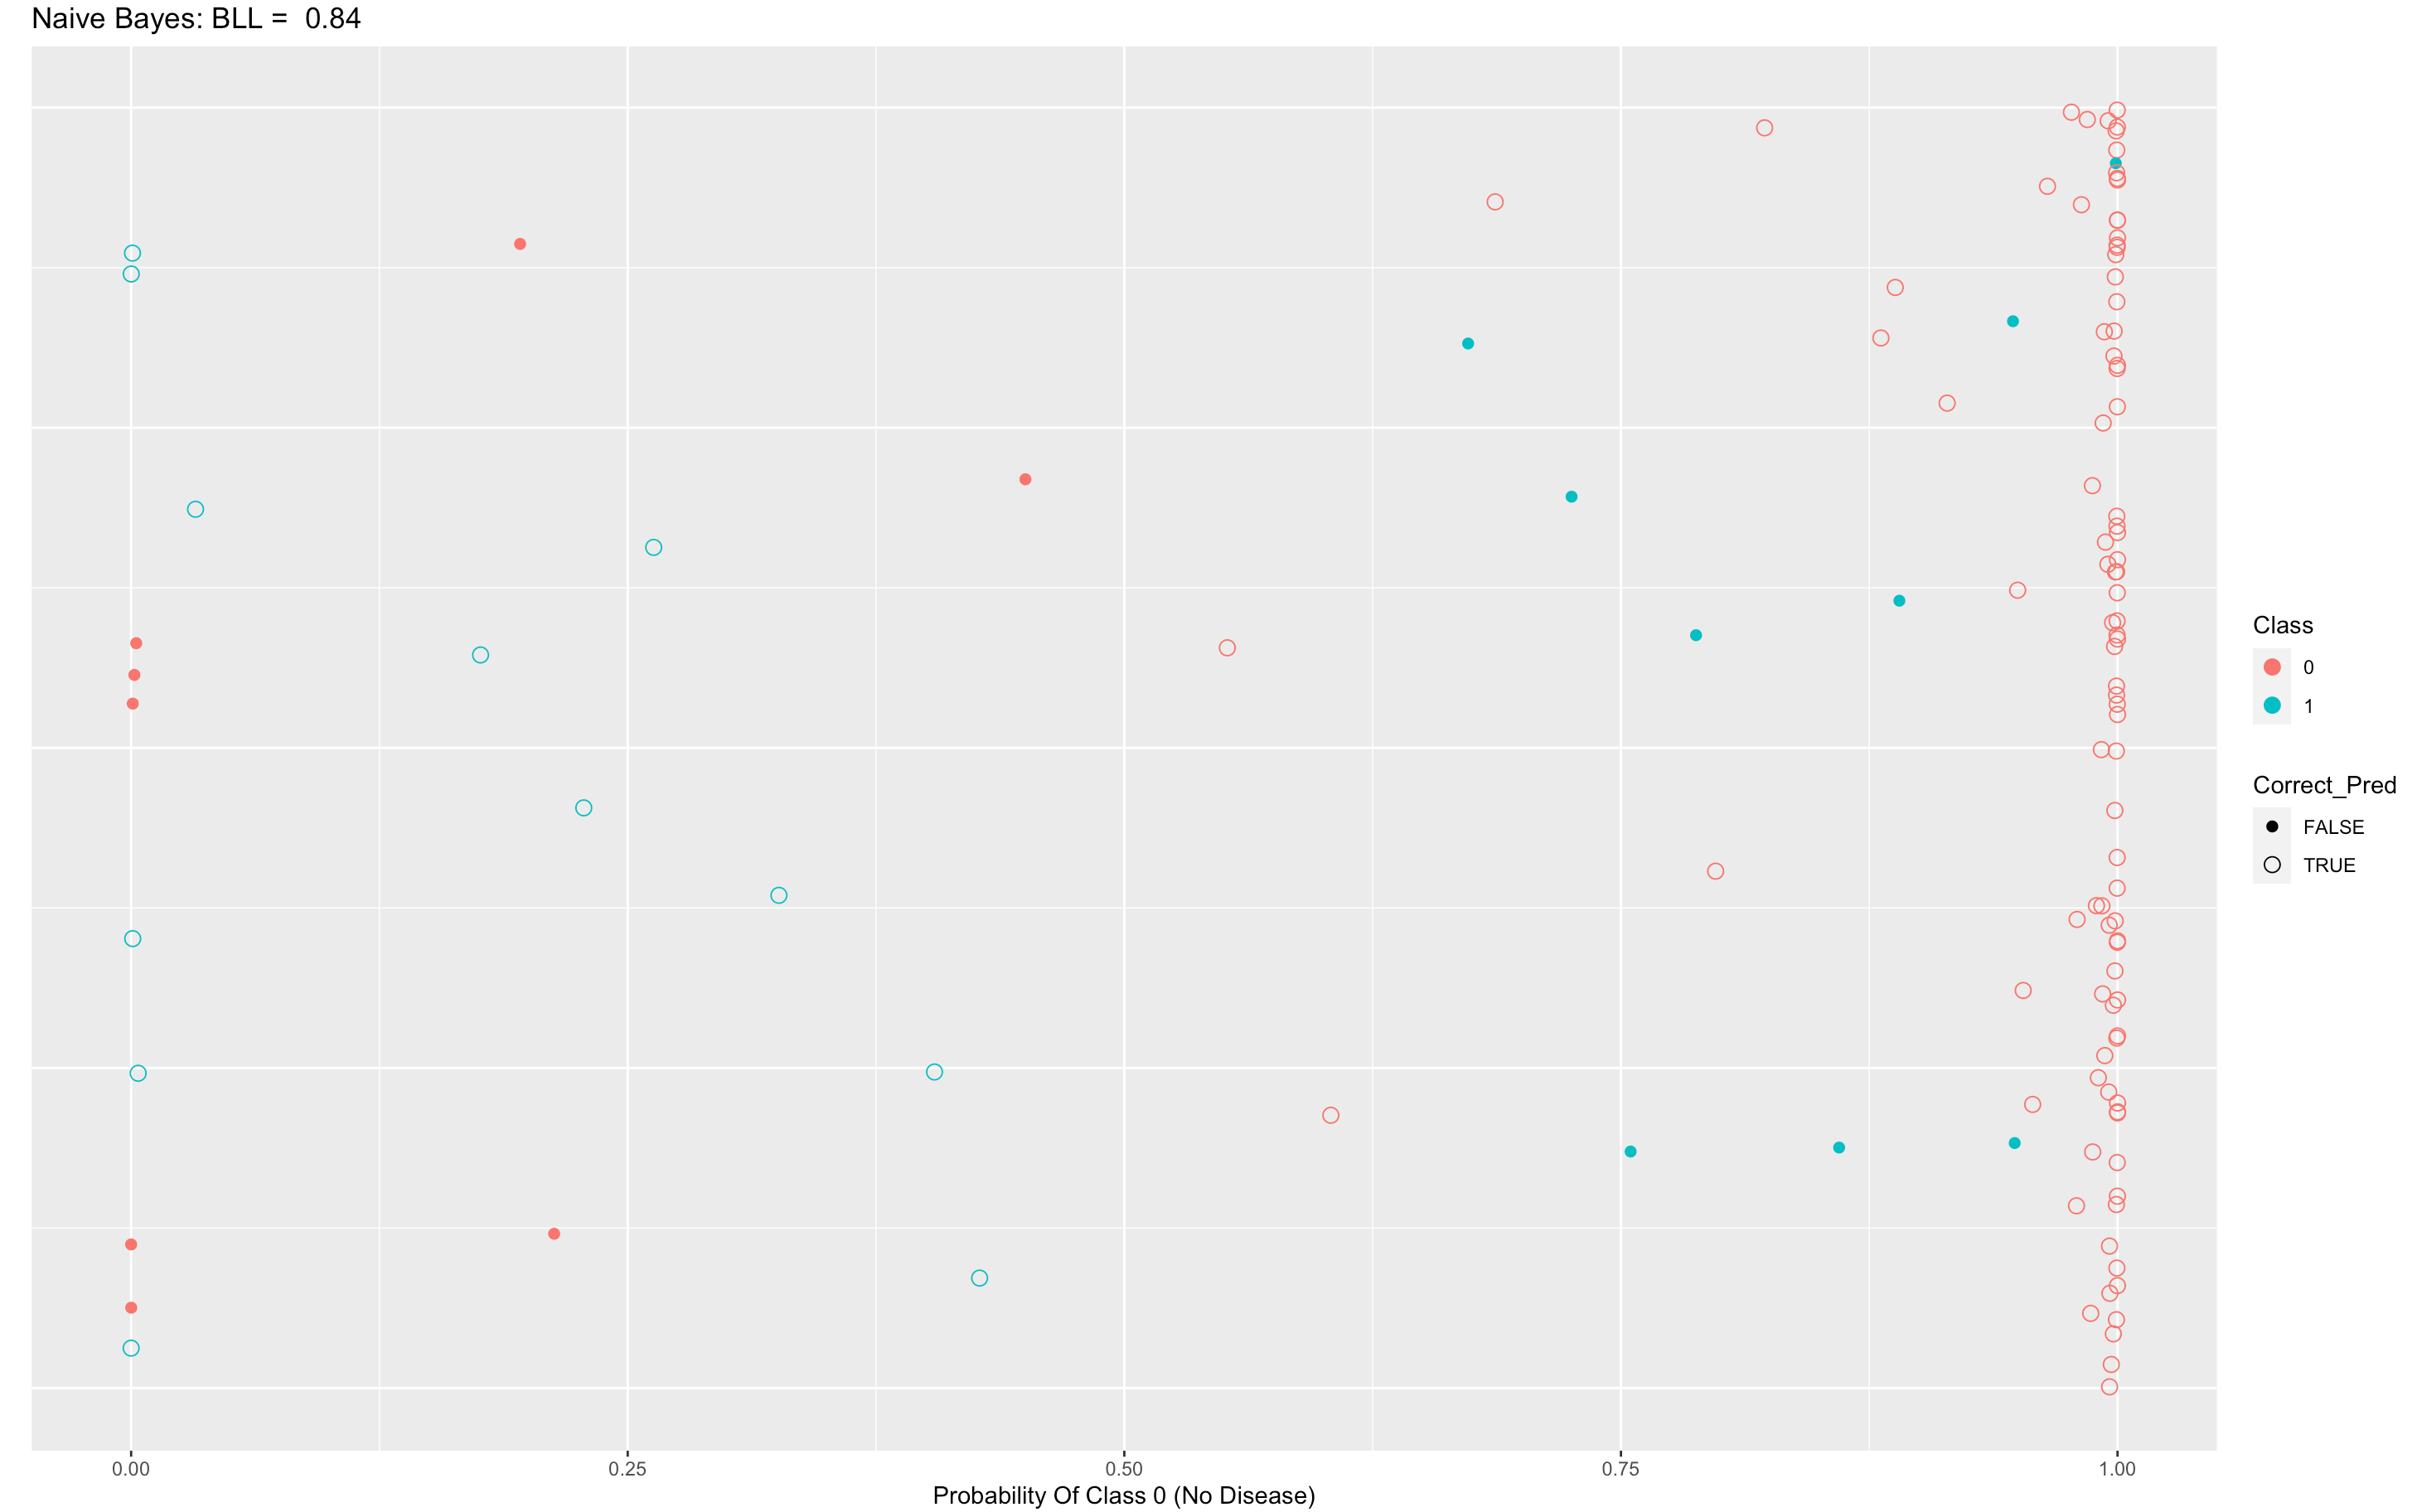 Naive Bayes: BLL =  0.84
Class
0
1
Correct_Pred
FALSE
TRUE
0.00 0.25 0.50 0.75 1.00
Probability Of Class 0 (No Disease)